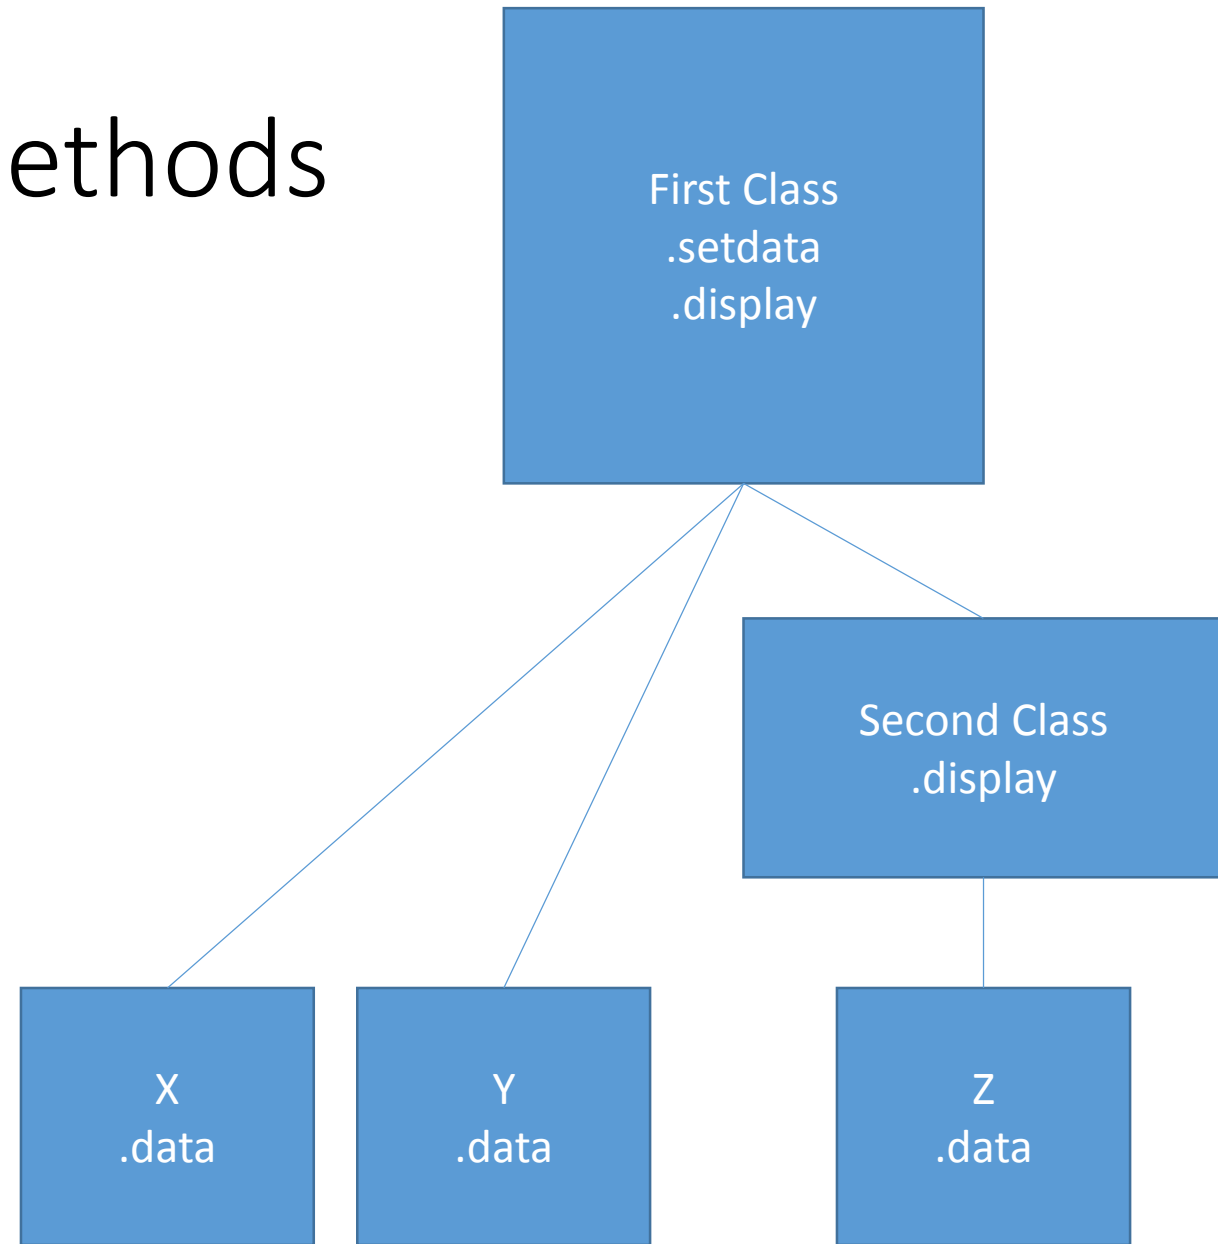 ethods
First Class
.setdata
.display
Second Class
.display
X
.data
Y
.data
Z
.data